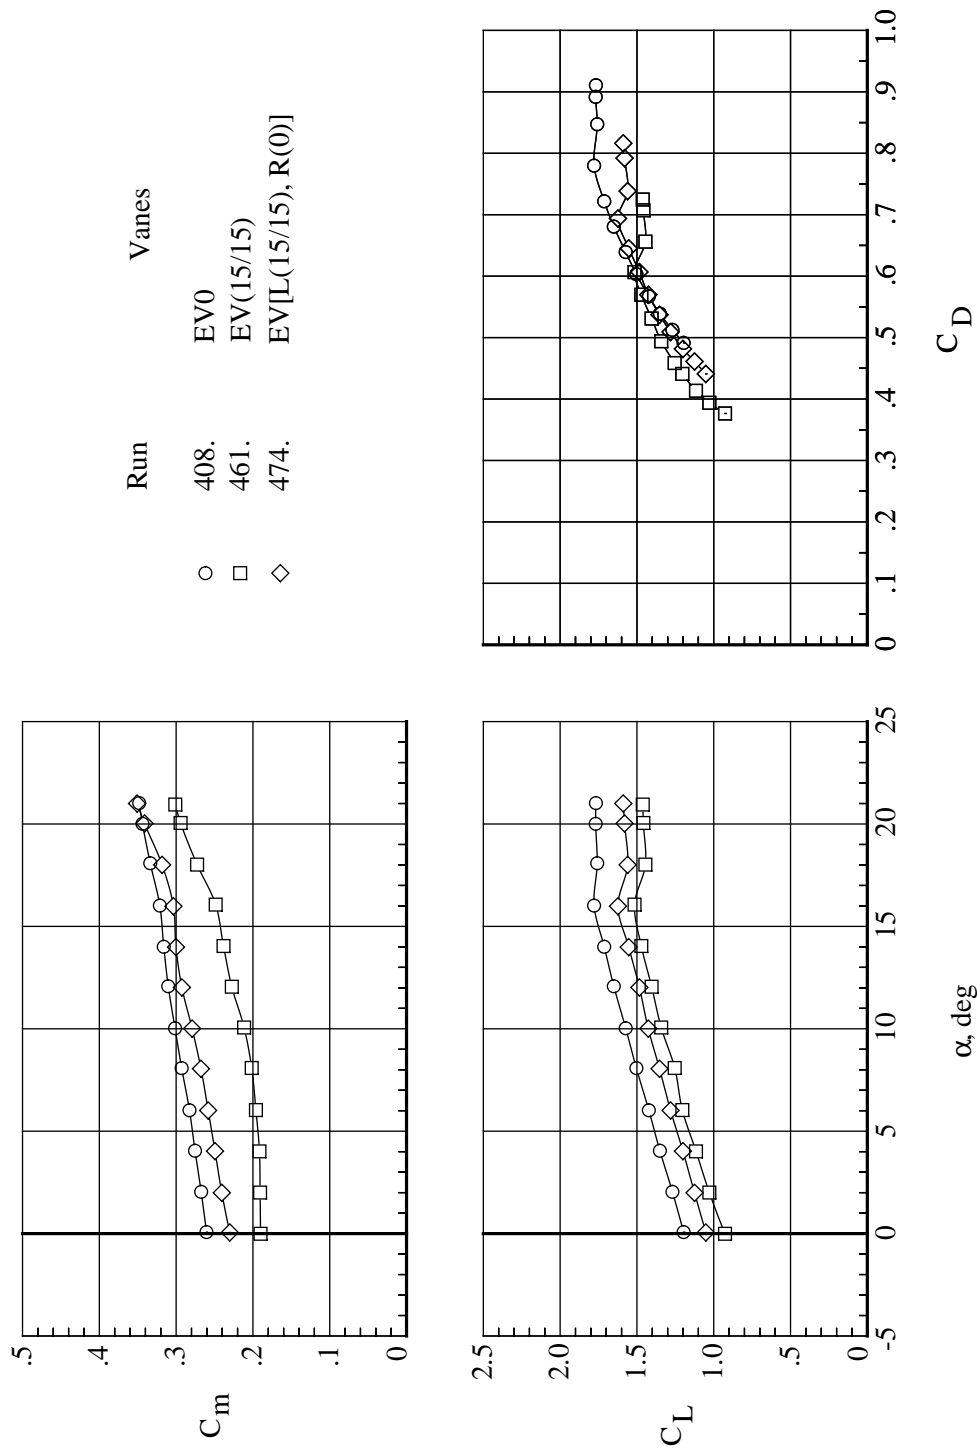 .5
.4
.3
.2
.1
0
C_m
Run Vanes
408. EV0
461. EV(15/15)
474. EV[L(15/15), R(0)]
2.5
2.0
1.5
1.0
0
C_L
-5 0 5 10 15 20 25
α, deg
0 .1 .2 .3 .4 .5 .6 .7 .8 .9 1.0
C_D